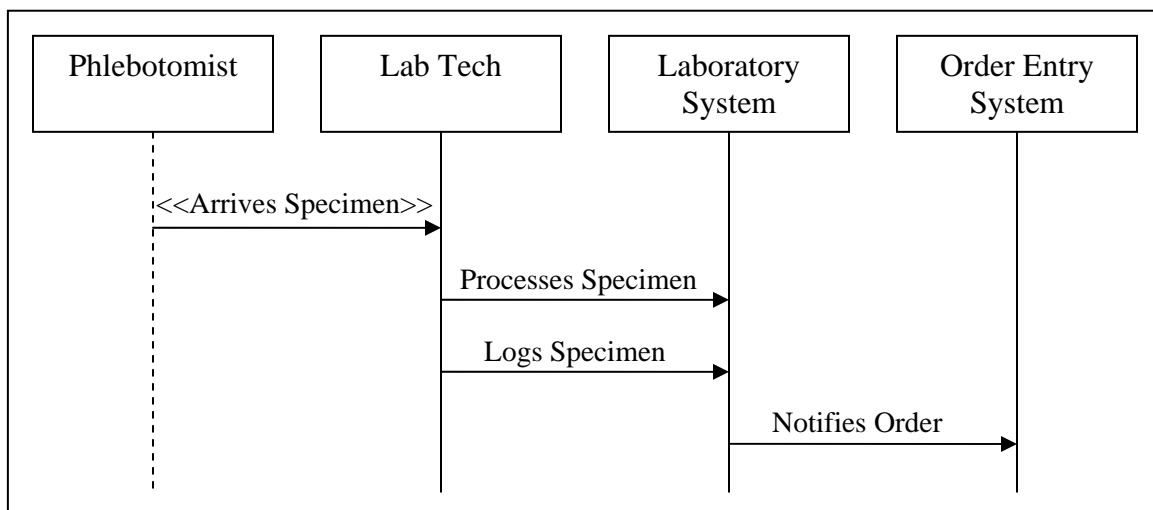 Phlebotomist
Lab Tech
Laboratory
System
Order Entry
System
<<Arrives Specimen>>
Processes Specimen
Logs Specimen
Notifies Order